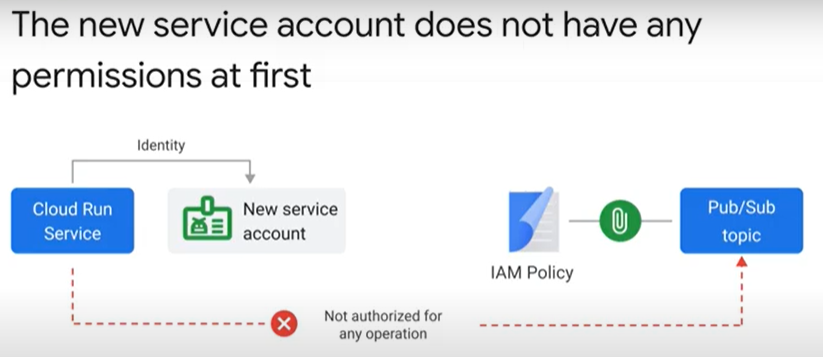 The new service account does not have any
permissions at first
Identity
Cloud Run
Service
New service
account
IAM Policy
Pub/Sub
topic
Not authorized for
any operation